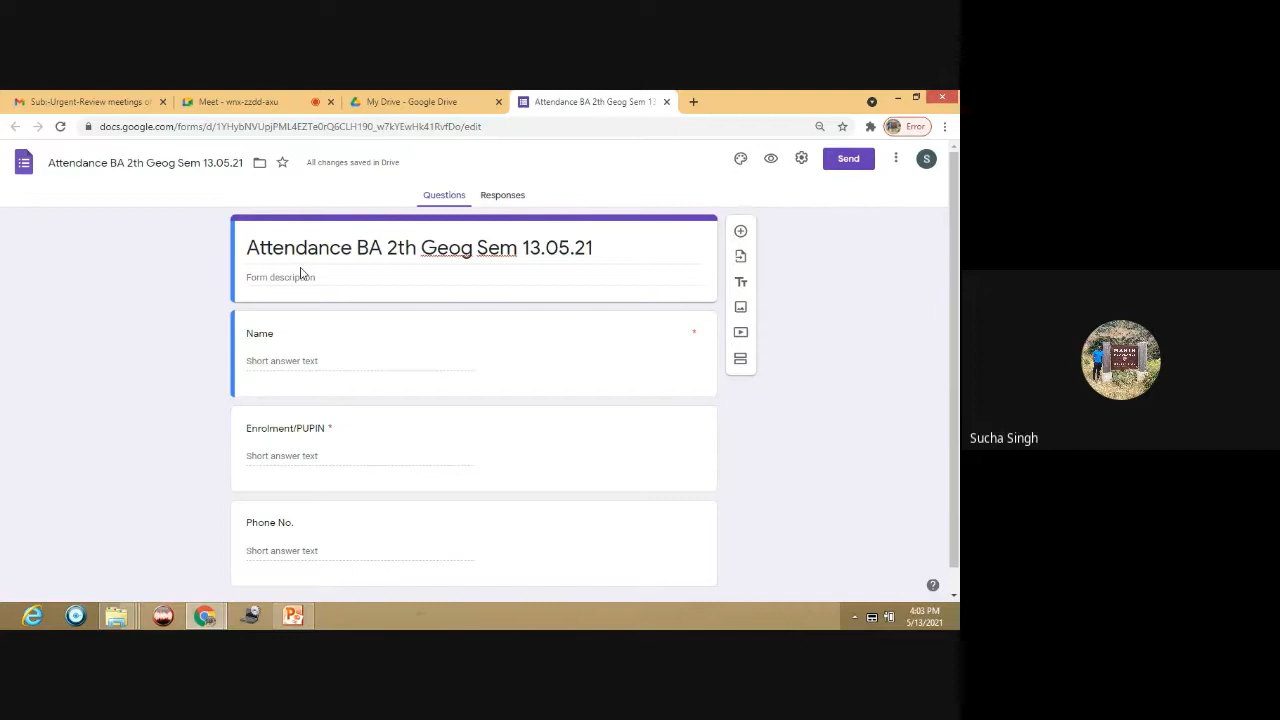 Sub:-Urgent-Review meetings of
Meet - wnx-zzdd-axu
My Drive - Google Drive
Attendance BA 2th Geog Sem 13
docs.google.com/forms/d/1YHybNVUpjPML4EZTe0rQ6CLH190_w7kYEwHk41RvfDo/edit
Error
Attendance BA 2th Geog Sem 13.05.21
All changes saved in Drive
Send
S
Questions
Responses
Attendance BA 2th Geog Sem 13.05.21
Form description
Name *
Short answer text
Enrolment/PUPIN *
Short answer text
Phone No.
Short answer text
Sucha Singh
4:03 PM
5/13/2021